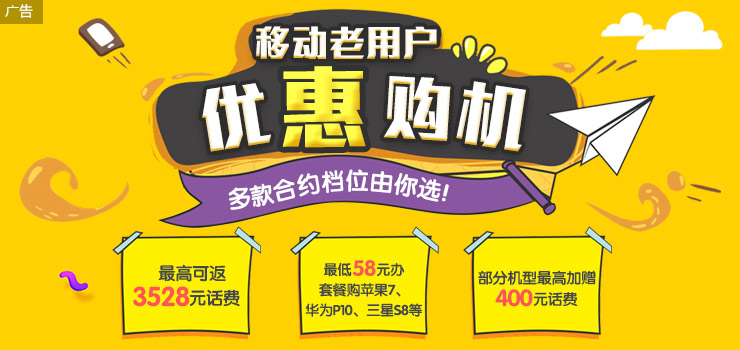 广告
移动老用户
优惠购机
多款合约档位由你选!
最高可返
3528元话费
最低58元办
套餐购苹果7、
华为P10、三星S8等
部分机型最高加赠
400元话费